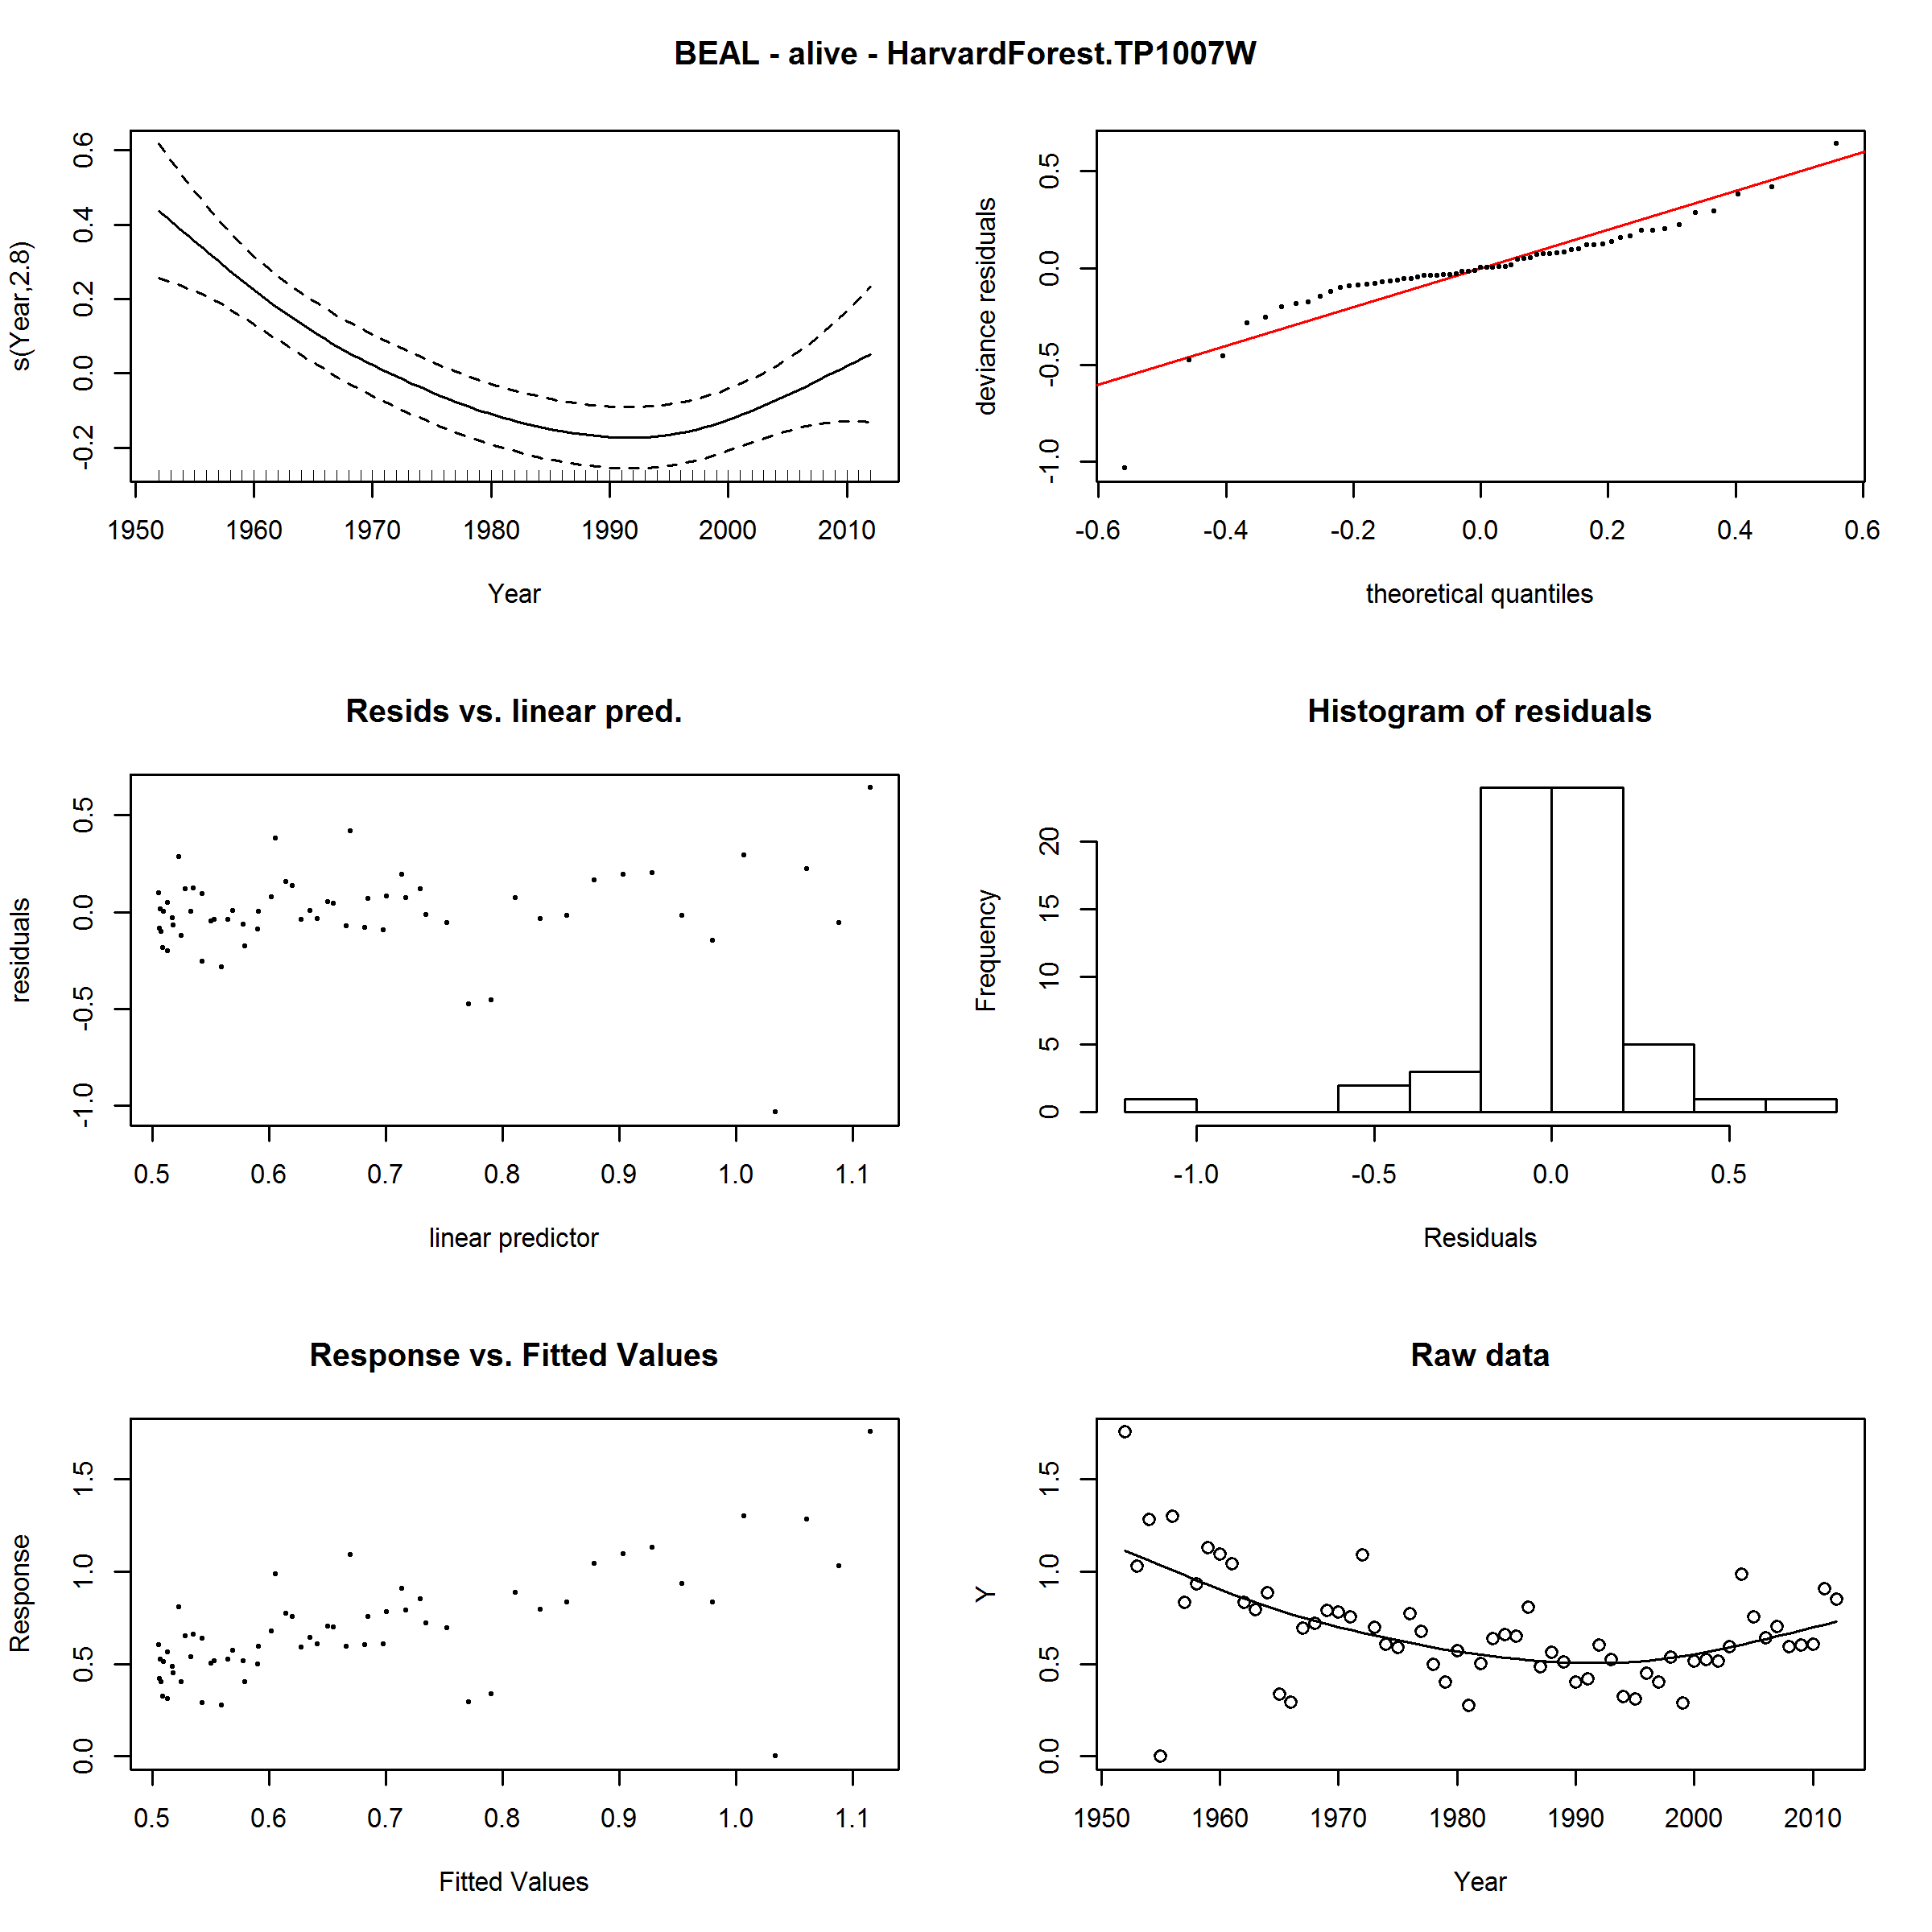 BEAL - alive - HarvardForest.TP1007W
s(Year,2.8)
0.6
0.4
0.2
0.0
-0.2
1950 1960 1970 1980 1990 2000 2010
Year
deviance residuals
0.5
0.0
-0.5
-1.0
-0.6 -0.4 -0.2 0.0 0.2 0.4 0.6
theoretical quantiles
Resids vs. linear pred.
residuals
0.5
0.0
-0.5
-1.0
0.5 0.6 0.7 0.8 0.9 1.0 1.1
linear predictor
Histogram of residuals
Frequency
20
15
10
5
0
-1.0 -0.5 0.0 0.5
Residuals
Response vs. Fitted Values
Response
1.5
1.0
0.5
0.0
0.5 0.6 0.7 0.8 0.9 1.0 1.1
Fitted Values
Raw data
Y
1.5
1.0
0.5
0.0
1950 1960 1970 1980 1990 2000 2010
Year